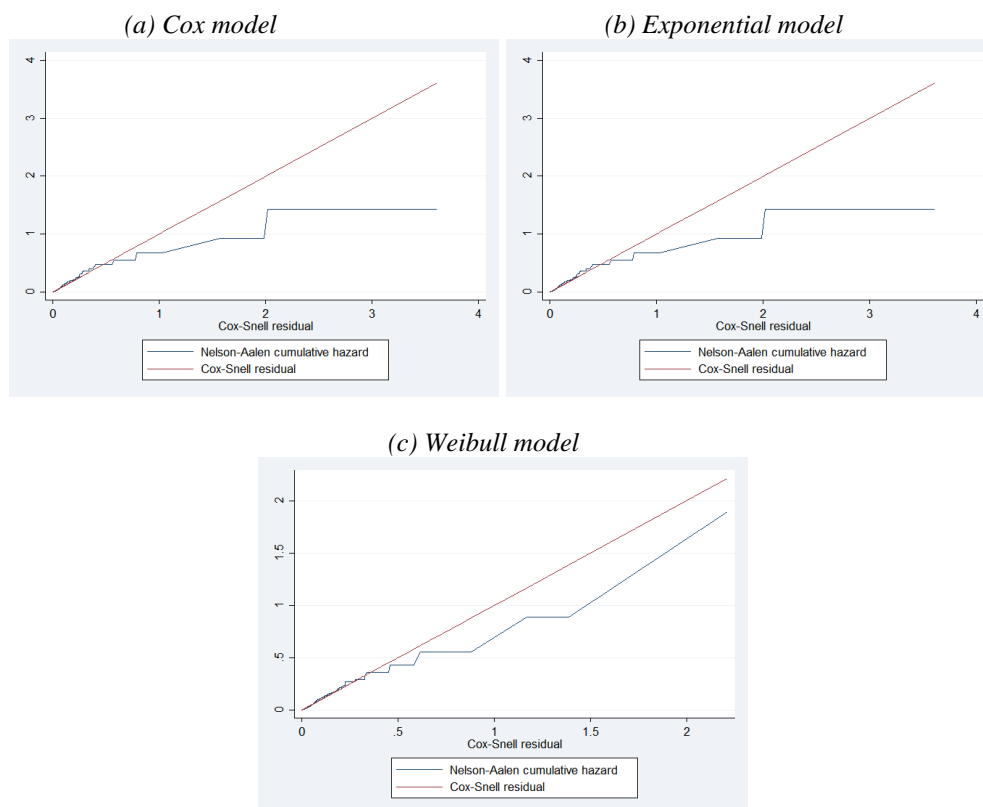 (a) Cox model
(b) Exponential model
4
3
2
1
0
0 1 2 3 4
Cox-Snell residual
Nelson-Aalen cumulative hazard
Cox-Snell residual
4
3
2
1
0
0 1 2 3 4
Cox-Snell residual
Nelson-Aalen cumulative hazard
Cox-Snell residual
(c) Weibull model
2
1.5
1
.5
0
0 .5 1 1.5 2
Cox-Snell residual
Nelson-Aalen cumulative hazard
Cox-Snell residual